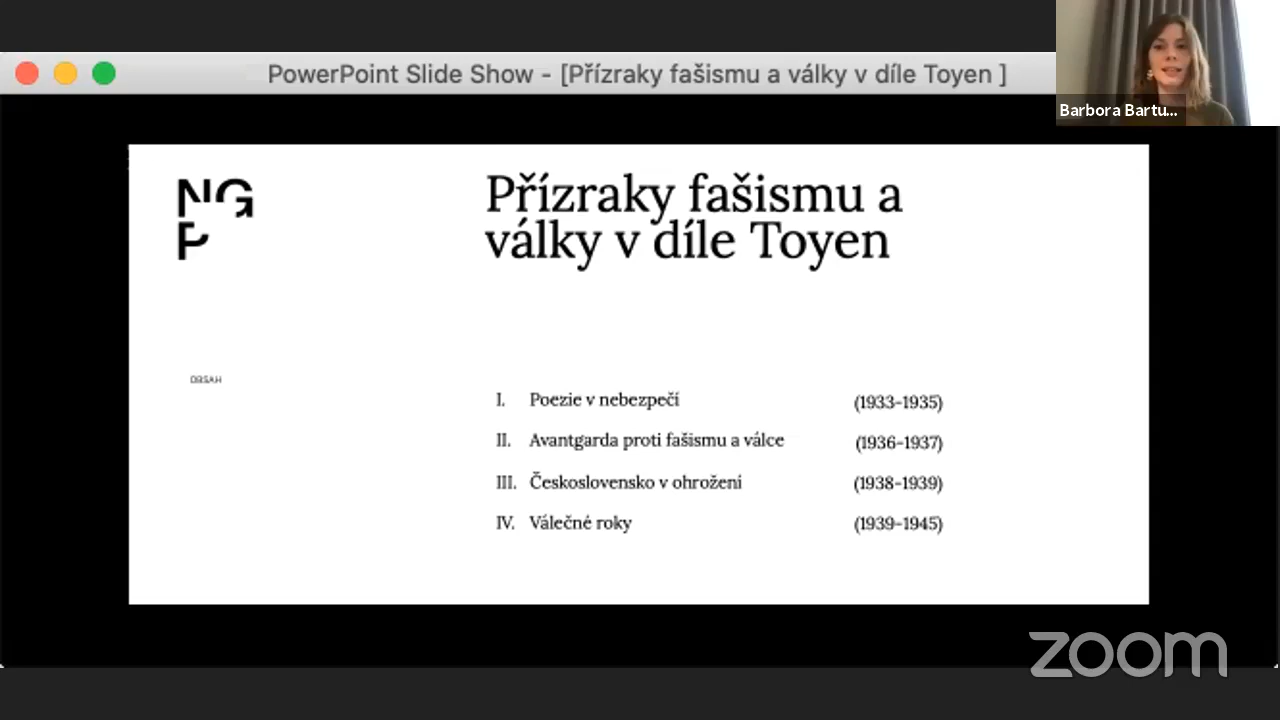 PowerPoint Slide Show - [Přízraky fašismu a války v díle Toyen ]
Barbora Bartu...
NG
P
Přízraky fašismu a
války v díle Toyen
OBSAH
I. Poezie v nebezpečí (1933-1935)
II. Avantgarda proti fašismu a válce (1936-1937)
III. Československo v ohrožení (1938-1939)
IV. Válečné roky (1939-1945)
zoom